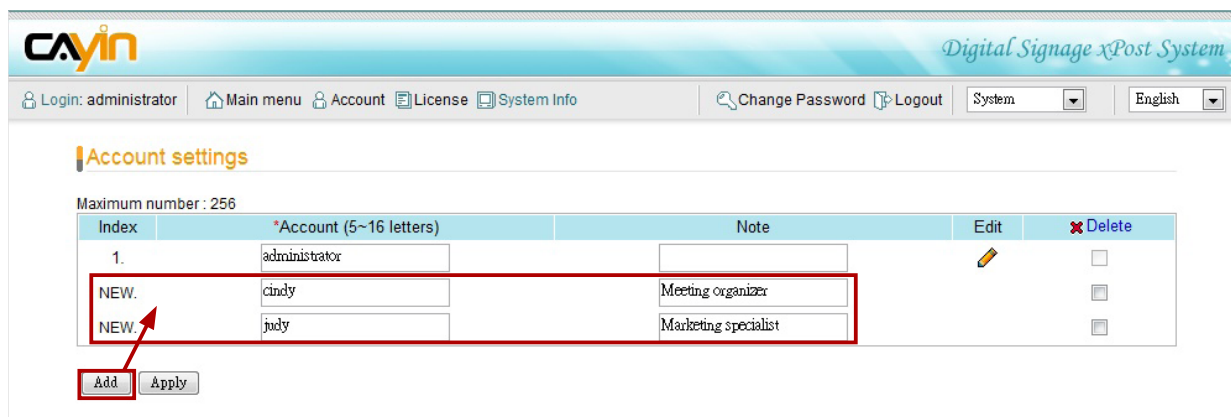 CAYIN
Digital Signage xPost System
Login: administrator Main menu Account License System Info Change Password Logout System English
Account settings
Maximum number : 256
Index *Account (5~16 letters) Note Edit Delete
1. administrator
NEW. cindy Meeting organizer
NEW. judy Marketing specialist
Add Apply